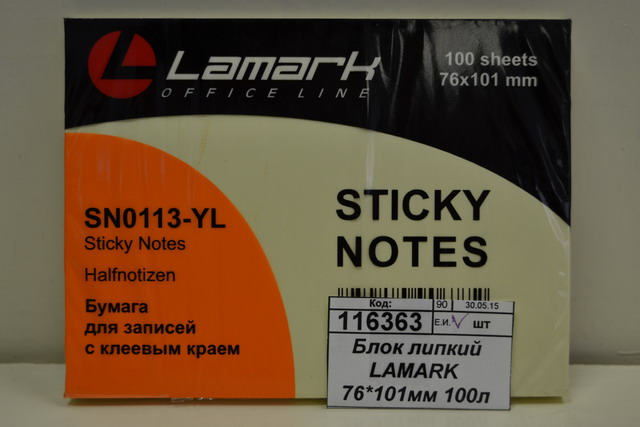 Lamark
OFFICE LINE
100 sheets
76x101 mm
SN0113-YL
Sticky Notes
Halfnotizen
Бумага
для записей
с клеевым краем
STICKY
NOTES
Код: 90 30.05.15
116363 Е.И. шт
Блок липкий
LAMARK
76*101мм 100л